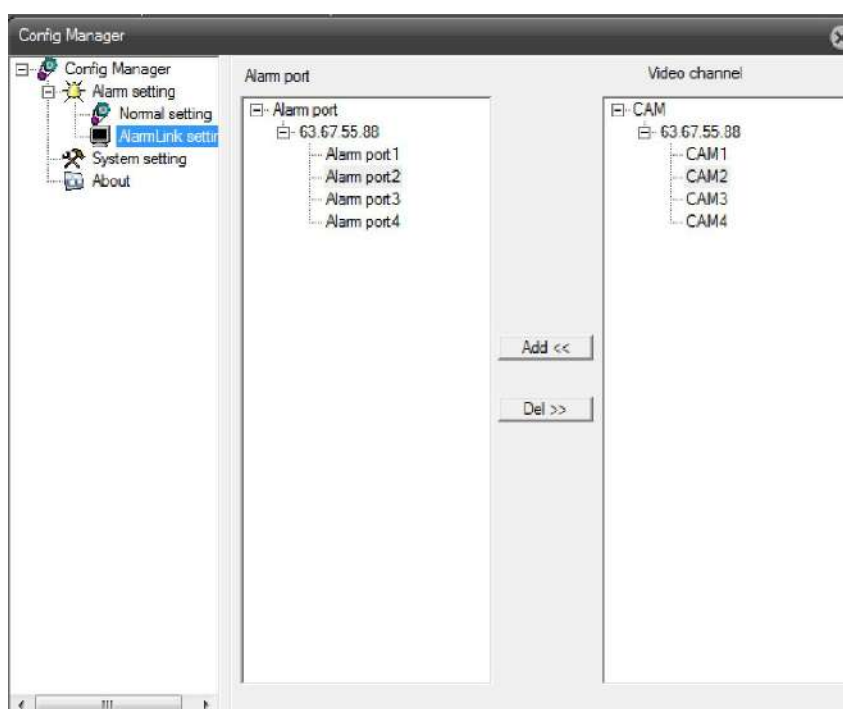 Config Manager
Config Manager
Alarm setting
Normal setting
AlarmLink settin
System setting
About
Alarm port
Alarm port
63.67.55.88
Alarm port1
Alarm port2
Alarm port3
Alarm port4
Add <<
Del >>
Video channel
CAM
63.67.55.88
CAM1
CAM2
CAM3
CAM4